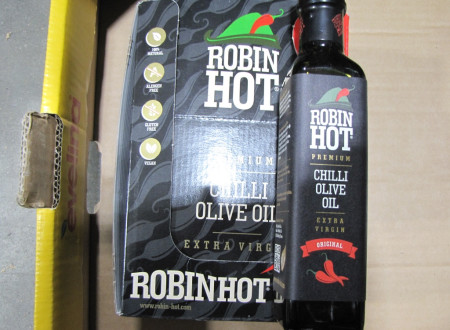 ROBIN
HOT
100%
NATURAL
ALLERGEN
FREE
GLUTEN
FREE
VEGAN
PREMIUM
CHILLI
OLIVE OIL
EXTRA VIRG
ROBINHOT
www.robin-hot.com
ROBIN
HOT
PREMIUM
CHILLI
OLIVE
OIL
EXTRA
VIRGIN
ORIGINAL